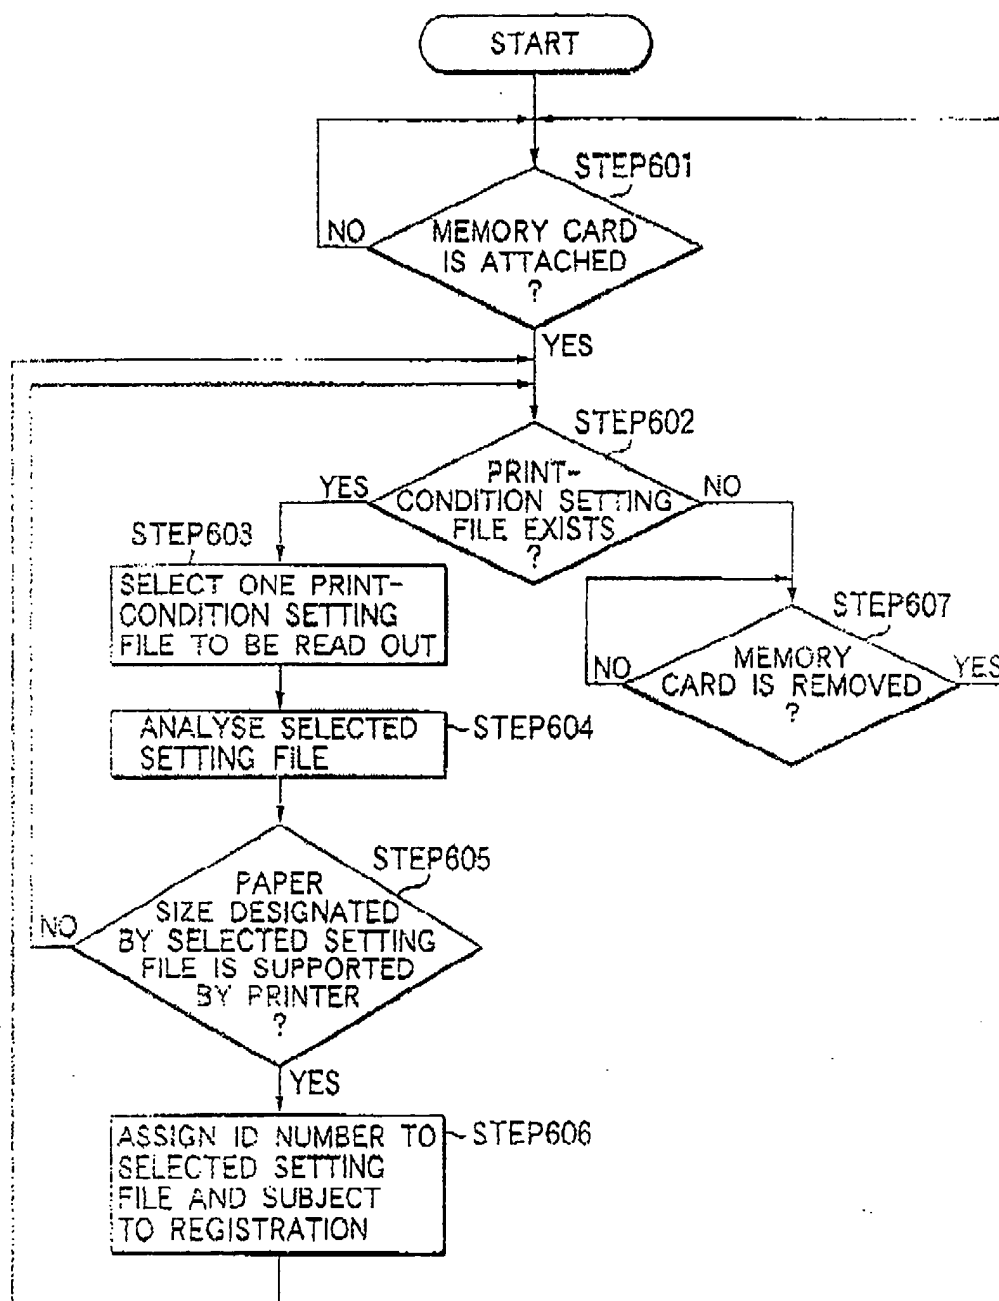 START
STEP601
NO
MEMORY CARD
IS ATTACHED
?
YES
STEP602
YES
PRINT-
CONDITION SETTING
FILE EXISTS
?
NO
STEP603
SELECT ONE PRINT-
CONDITION SETTING
FILE TO BE READ OUT
STEP607
NO
MEMORY
CARD IS REMOVED
?
YES
ANALYSE SELECTED
SETTING FILE
STEP604
STEP605
NO
PAPER
SIZE DESIGNATED
BY SELECTED SETTING
FILE IS SUPPORTED
BY PRINTER
?
YES
ASSIGN ID NUMBER TO
SELECTED SETTING
FILE AND SUBJECT
TO REGISTRATION
STEP606